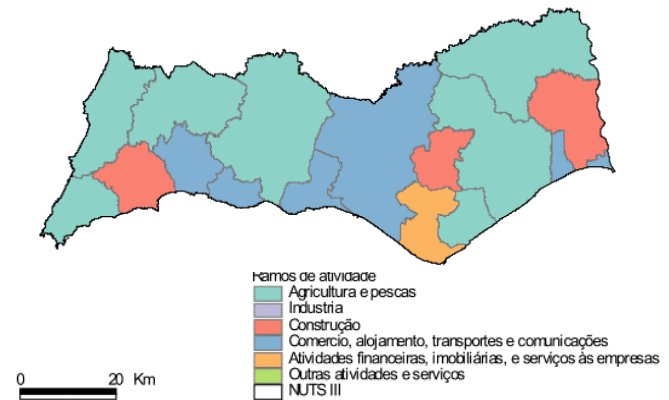 Ramos de atividade
Agricultura e pescas
Industria
Construção
Comercio, alojamento, transportes e comunicações
Atividades financeiras, imobiliárias, e serviços às empresas
Outras atividades e serviços
NUTS III
0 20 Km